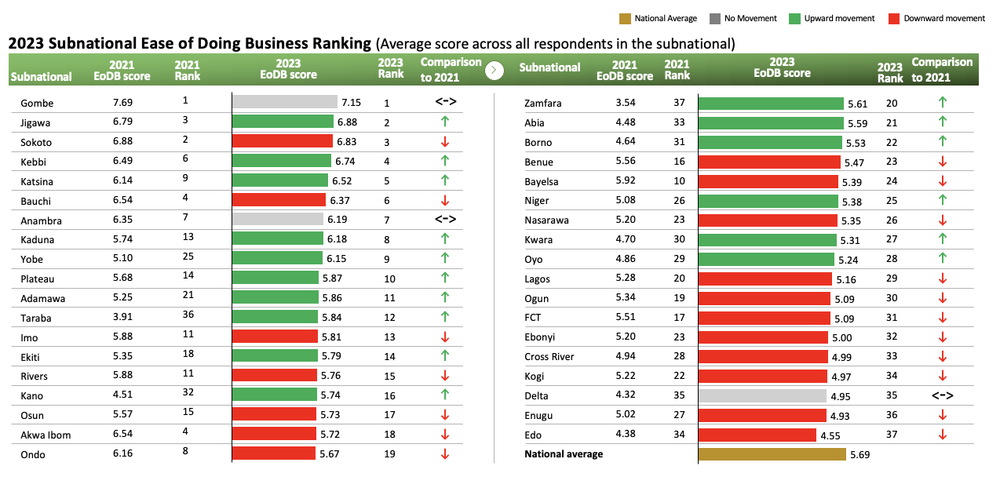 National Average No Movement Upward movement Downward movement
2023 Subnational Ease of Doing Business Ranking (Average score across all respondents in the subnational)
Subnational 2021 EoDB score 2021 Rank 2023 EoDB score 2023 Rank Comparison to 2021
Gombe 7.69 1 7.15 1 <->
Jigawa 6.79 3 6.88 2 ↑
Sokoto 6.88 2 6.83 3 ↓
Kebbi 6.49 6 6.74 4 ↑
Katsina 6.14 9 6.52 5 ↑
Bauchi 6.54 4 6.37 6 ↓
Anambra 6.35 7 6.19 7 <->
Kaduna 5.74 13 6.18 8 ↑
Yobe 5.10 25 6.15 9 ↑
Plateau 5.68 14 5.87 10 ↑
Adamawa 5.25 21 5.86 11 ↑
Taraba 3.91 36 5.84 12 ↑
Imo 5.88 11 5.81 13 ↓
Ekiti 5.35 18 5.79 14 ↑
Rivers 5.88 11 5.76 15 ↓
Kano 4.51 32 5.74 16 ↑
Osun 5.57 15 5.73 17 ↓
Akwa Ibom 6.54 4 5.72 18 ↓
Ondo 6.16 8 5.67 19 ↓
Subnational 2021 EoDB score 2021 Rank 2023 EoDB score 2023 Rank Comparison to 2021
Zamfara 3.54 37 5.61 20 ↑
Abia 4.48 33 5.59 21 ↑
Borno 4.64 31 5.53 22 ↑
Benue 5.56 16 5.47 23 ↓
Bayelsa 5.92 10 5.39 24 ↓
Niger 5.08 26 5.38 25 ↑
Nasarawa 5.20 23 5.35 26 ↓
Kwara 4.70 30 5.31 27 ↑
Oyo 4.86 29 5.24 28 ↑
Lagos 5.28 20 5.16 29 ↓
Ogun 5.34 19 5.09 30 ↓
FCT 5.51 17 5.09 31 ↓
Ebonyi 5.20 23 5.00 32 ↓
Cross River 4.94 28 4.99 33 ↓
Kogi 5.22 22 4.97 34 ↓
Delta 4.32 35 4.95 35 <->
Enugu 5.02 27 4.93 36 ↓
Edo 4.38 34 4.55 37 ↓
National average 5.69